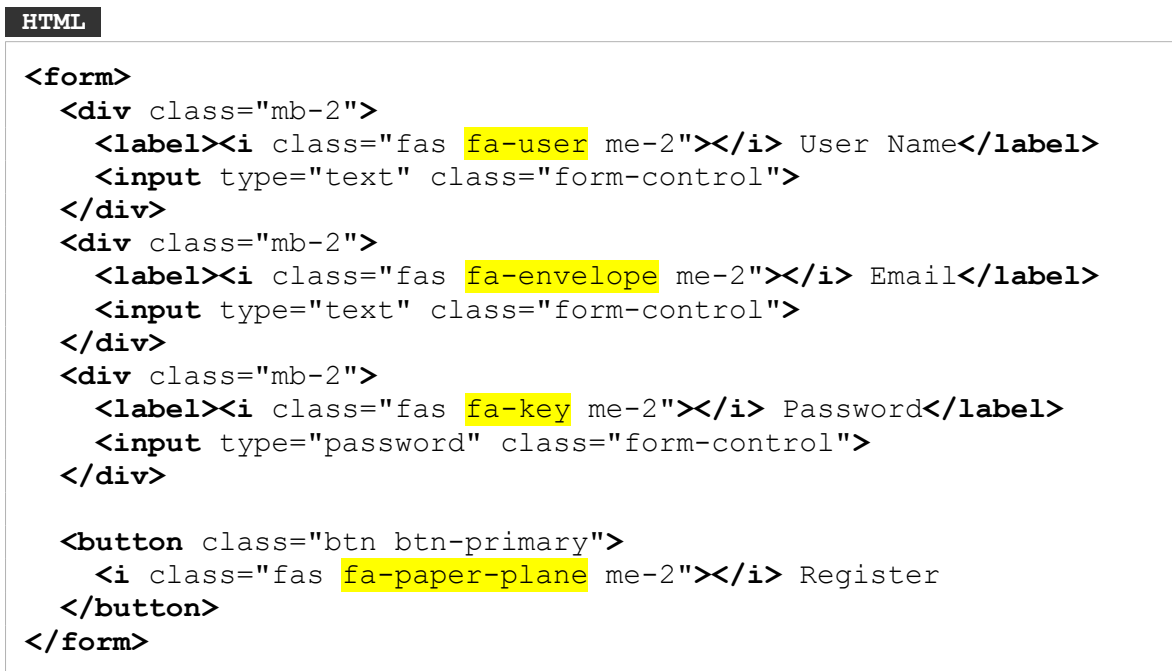 HTML
<form>
  <div class="mb-2">
    <label><i class="fas fa-user me-2"></i> User Name</label>
    <input type="text" class="form-control">
  </div>
  <div class="mb-2">
    <label><i class="fas fa-envelope me-2"></i> Email</label>
    <input type="text" class="form-control">
  </div>
  <div class="mb-2">
    <label><i class="fas fa-key me-2"></i> Password</label>
    <input type="password" class="form-control">
  </div>

  <button class="btn btn-primary">
    <i class="fas fa-paper-plane me-2"></i> Register
  </button>
</form>